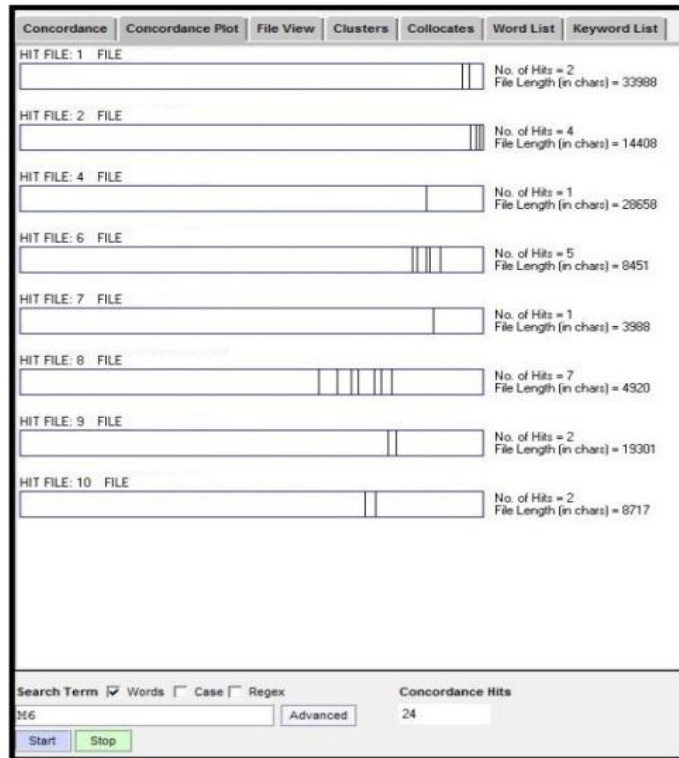 Concordance Concordance Plot File View Clusters Collocates Word List Keyword List
HIT FILE: 1 FILE
No. of Hits = 2
File Length (in chars) = 33988
HIT FILE: 2 FILE
No. of Hits = 4
File Length (in chars) = 14408
HIT FILE: 4 FILE
No. of Hits = 1
File Length (in chars) = 28658
HIT FILE: 6 FILE
No. of Hits = 5
File Length (in chars) = 8451
HIT FILE: 7 FILE
No. of Hits = 1
File Length (in chars) = 3988
HIT FILE: 8 FILE
No. of Hits = 7
File Length (in chars) = 4920
HIT FILE: 9 FILE
No. of Hits = 2
File Length (in chars) = 19301
HIT FILE: 10 FILE
No. of Hits = 2
File Length (in chars) = 8717
Search Term Words Case Regex Concordance Hits
M6 Advanced 24
Start Stop